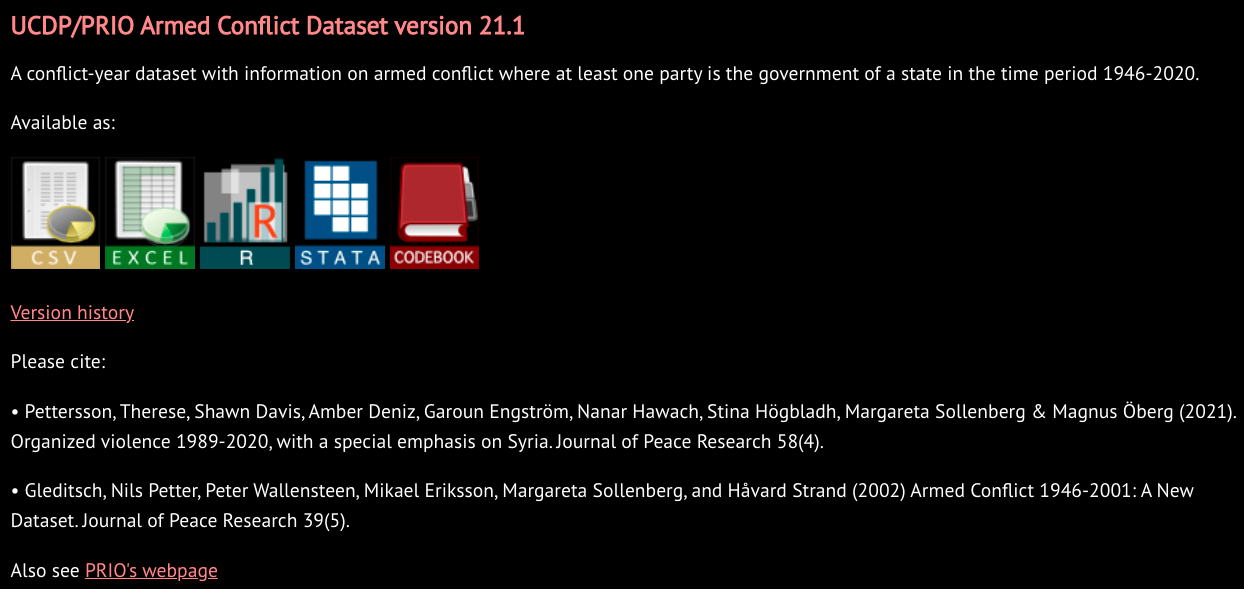 UCDP/PRIO Armed Conflict Dataset version 21.1
A conflict-year dataset with information on armed conflict where at least one party is the government of a state in the time period 1946-2020.
Available as:
CSV EXCEL R STATA CODEBOOK
Version history
Please cite:
• Pettersson, Therese, Shawn Davis, Amber Deniz, Garoun Engström, Nanar Hawach, Stina Högbladh, Margareta Sollenberg & Magnus Öberg (2021).
Organized violence 1989-2020, with a special emphasis on Syria. Journal of Peace Research 58(4).
• Gleditsch, Nils Petter, Peter Wallensteen, Mikael Eriksson, Margareta Sollenberg, and Håvard Strand (2002) Armed Conflict 1946-2001: A New
Dataset. Journal of Peace Research 39(5).
Also see PRIO's webpage